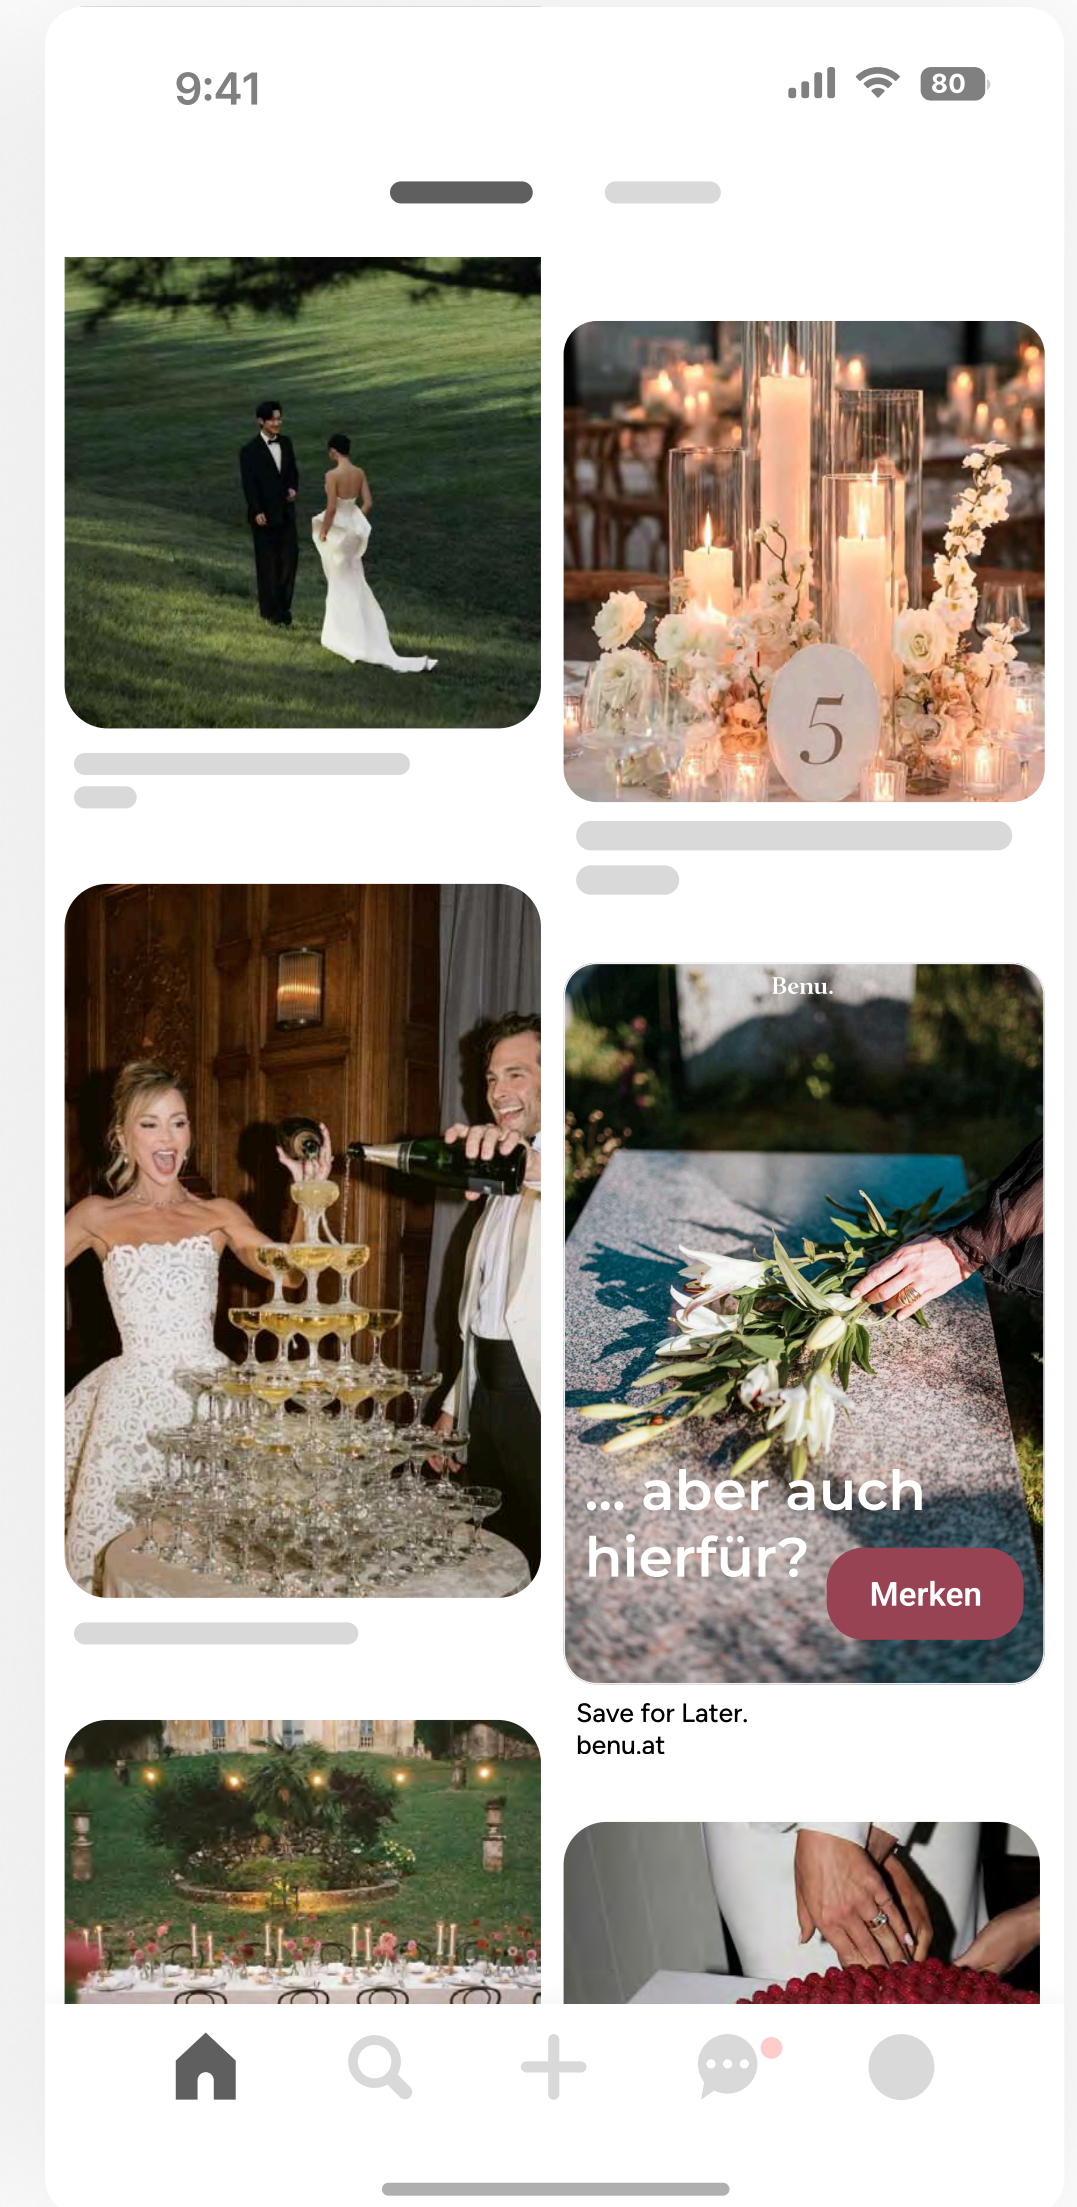 9:41
80
5
Benu.
... aber auch
hierfür?
Merken
Save for Later.
benu.at